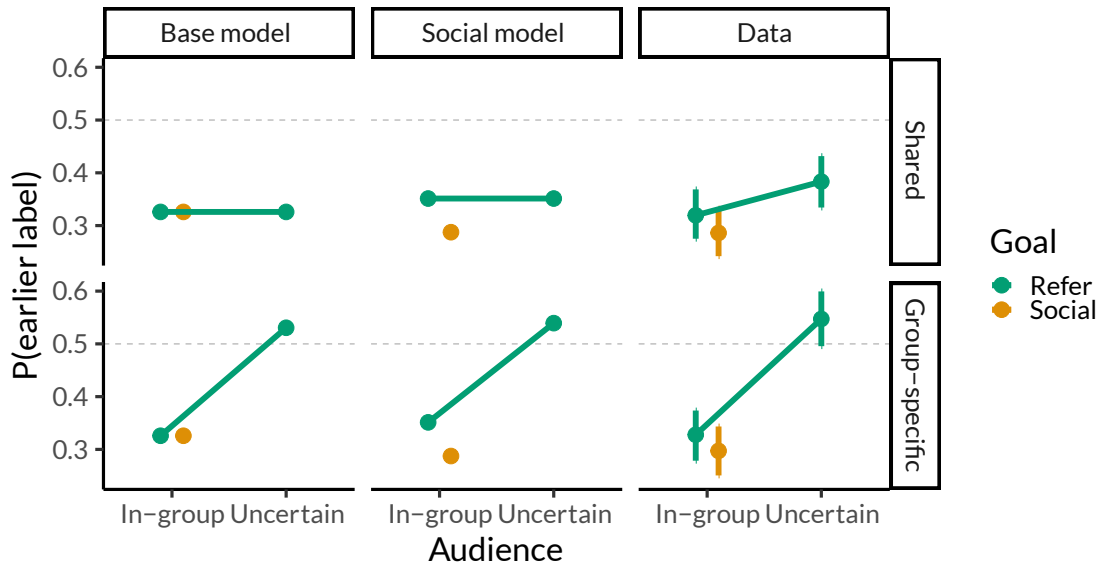 Base model
Social model
Data
P(earlier label)
0.6
0.5
0.4
0.3
Shared
0.6
0.5
0.4
0.3
Group-specific
In-group Uncertain
In-group Uncertain
In-group Uncertain
Audience
Goal
Refer
Social